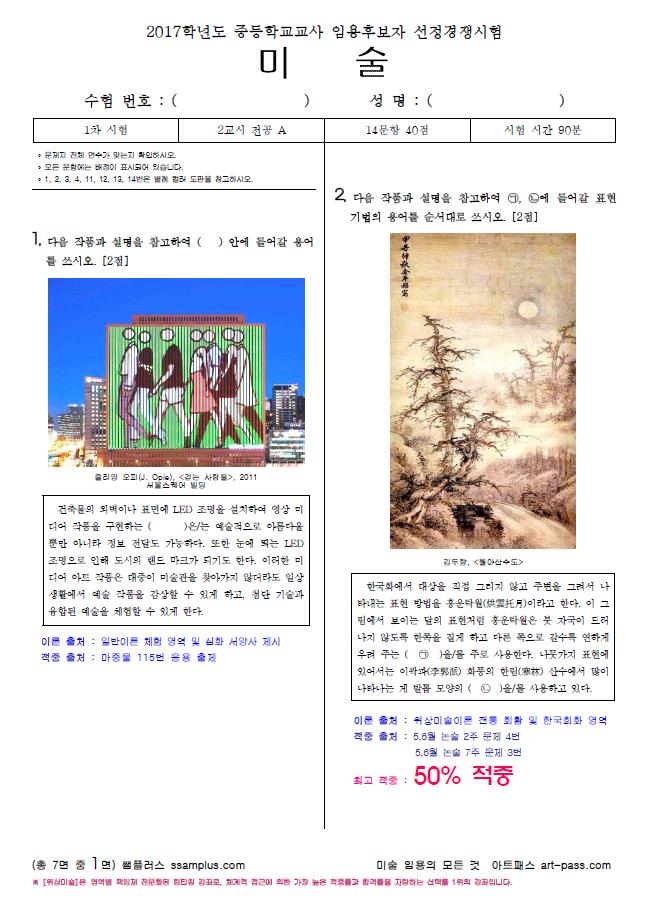 2017학년도 중등학교교사 임용후보자 선정경쟁시험
미 술
수험 번호 : ( )
성 명 : ( )
1차 시험
2교시 전공 A
14문항 40점
시험 시간 90분
◦ 문제지 전체 면수가 맞는지 확인하시오.
◦ 모든 문항에는 배점이 표시되어 있습니다.
◦ 1, 2, 3, 4, 11, 12, 13, 14번은 별첨 컬러 도판을 참고하시오.
1. 다음 작품과 설명을 참고하여 ( ) 안에 들어갈 용어
를 쓰시오. [2점]
줄리앙 오피(J. Opie), <걷는 사람들>, 2011
서울스퀘어 빌딩
건축물의 외벽이나 표면에 LED 조명을 설치하여 영상 미
디어 작품을 구현하는 ( )은/는 예술적으로 아름다울
뿐만 아니라 정보 전달도 가능하다. 또한 눈에 띄는 LED
조명으로 인해 도시의 랜드 마크가 되기도 한다. 이러한 미
디어 아트 작품은 대중이 미술관을 찾아가지 않더라도 일상
생활에서 예술 작품을 감상할 수 있게 하고, 첨단 기술과
융합된 예술을 체험할 수 있게 한다.
이론 출처 : 일반이론 체험 영역 및 심화 서양사 제시
적중 출처 : 마중물 115번 응용 출제
2. 다음 작품과 설명을 참고하여 ㉠, ㉡에 들어갈 표현
기법의 용어를 순서대로 쓰시오. [2점]
甲子仲秋金斗樑寫
김두량, <월야산수도>
한국화에서 대상을 직접 그리지 않고 주변을 그려서 나
타내는 표현 방법을 홍운탁월(烘雲托月)이라고 한다. 이 그
림에서 보이는 달의 표현처럼 홍운탁월은 붓 자국이 드러
나지 않도록 한쪽을 짙게 하고 다른 쪽으로 갈수록 연하게
우려 주는 ( ㉠ )을/를 주로 사용한다. 나뭇가지 표현에
있어서는 이곽파(李郭派) 화풍의 한림(寒林) 산수에서 많이
나타나는 게 발톱 모양의 ( ㉡ )을/를 사용하고 있다.
이론 출처 : 위상미술이론 전통 회화 및 한국회화 영역
적중 출처 : 5,6월 논술 2주 문제 4번
5,6월 논술 7주 문제 3번
최고 적중 : 50% 적중
(총 7면 중 1면) 쌤플러스 ssamplus.com
미술 임용의 모든 것 아트패스 art-pass.com
※ [위상미술]은 영역별 책임제 전문화된 팀티칭 강좌로, 체계적 접근에 의한 가장 높은 적중률과 합격률을 자랑하는 선택률 1위의 강좌입니다.